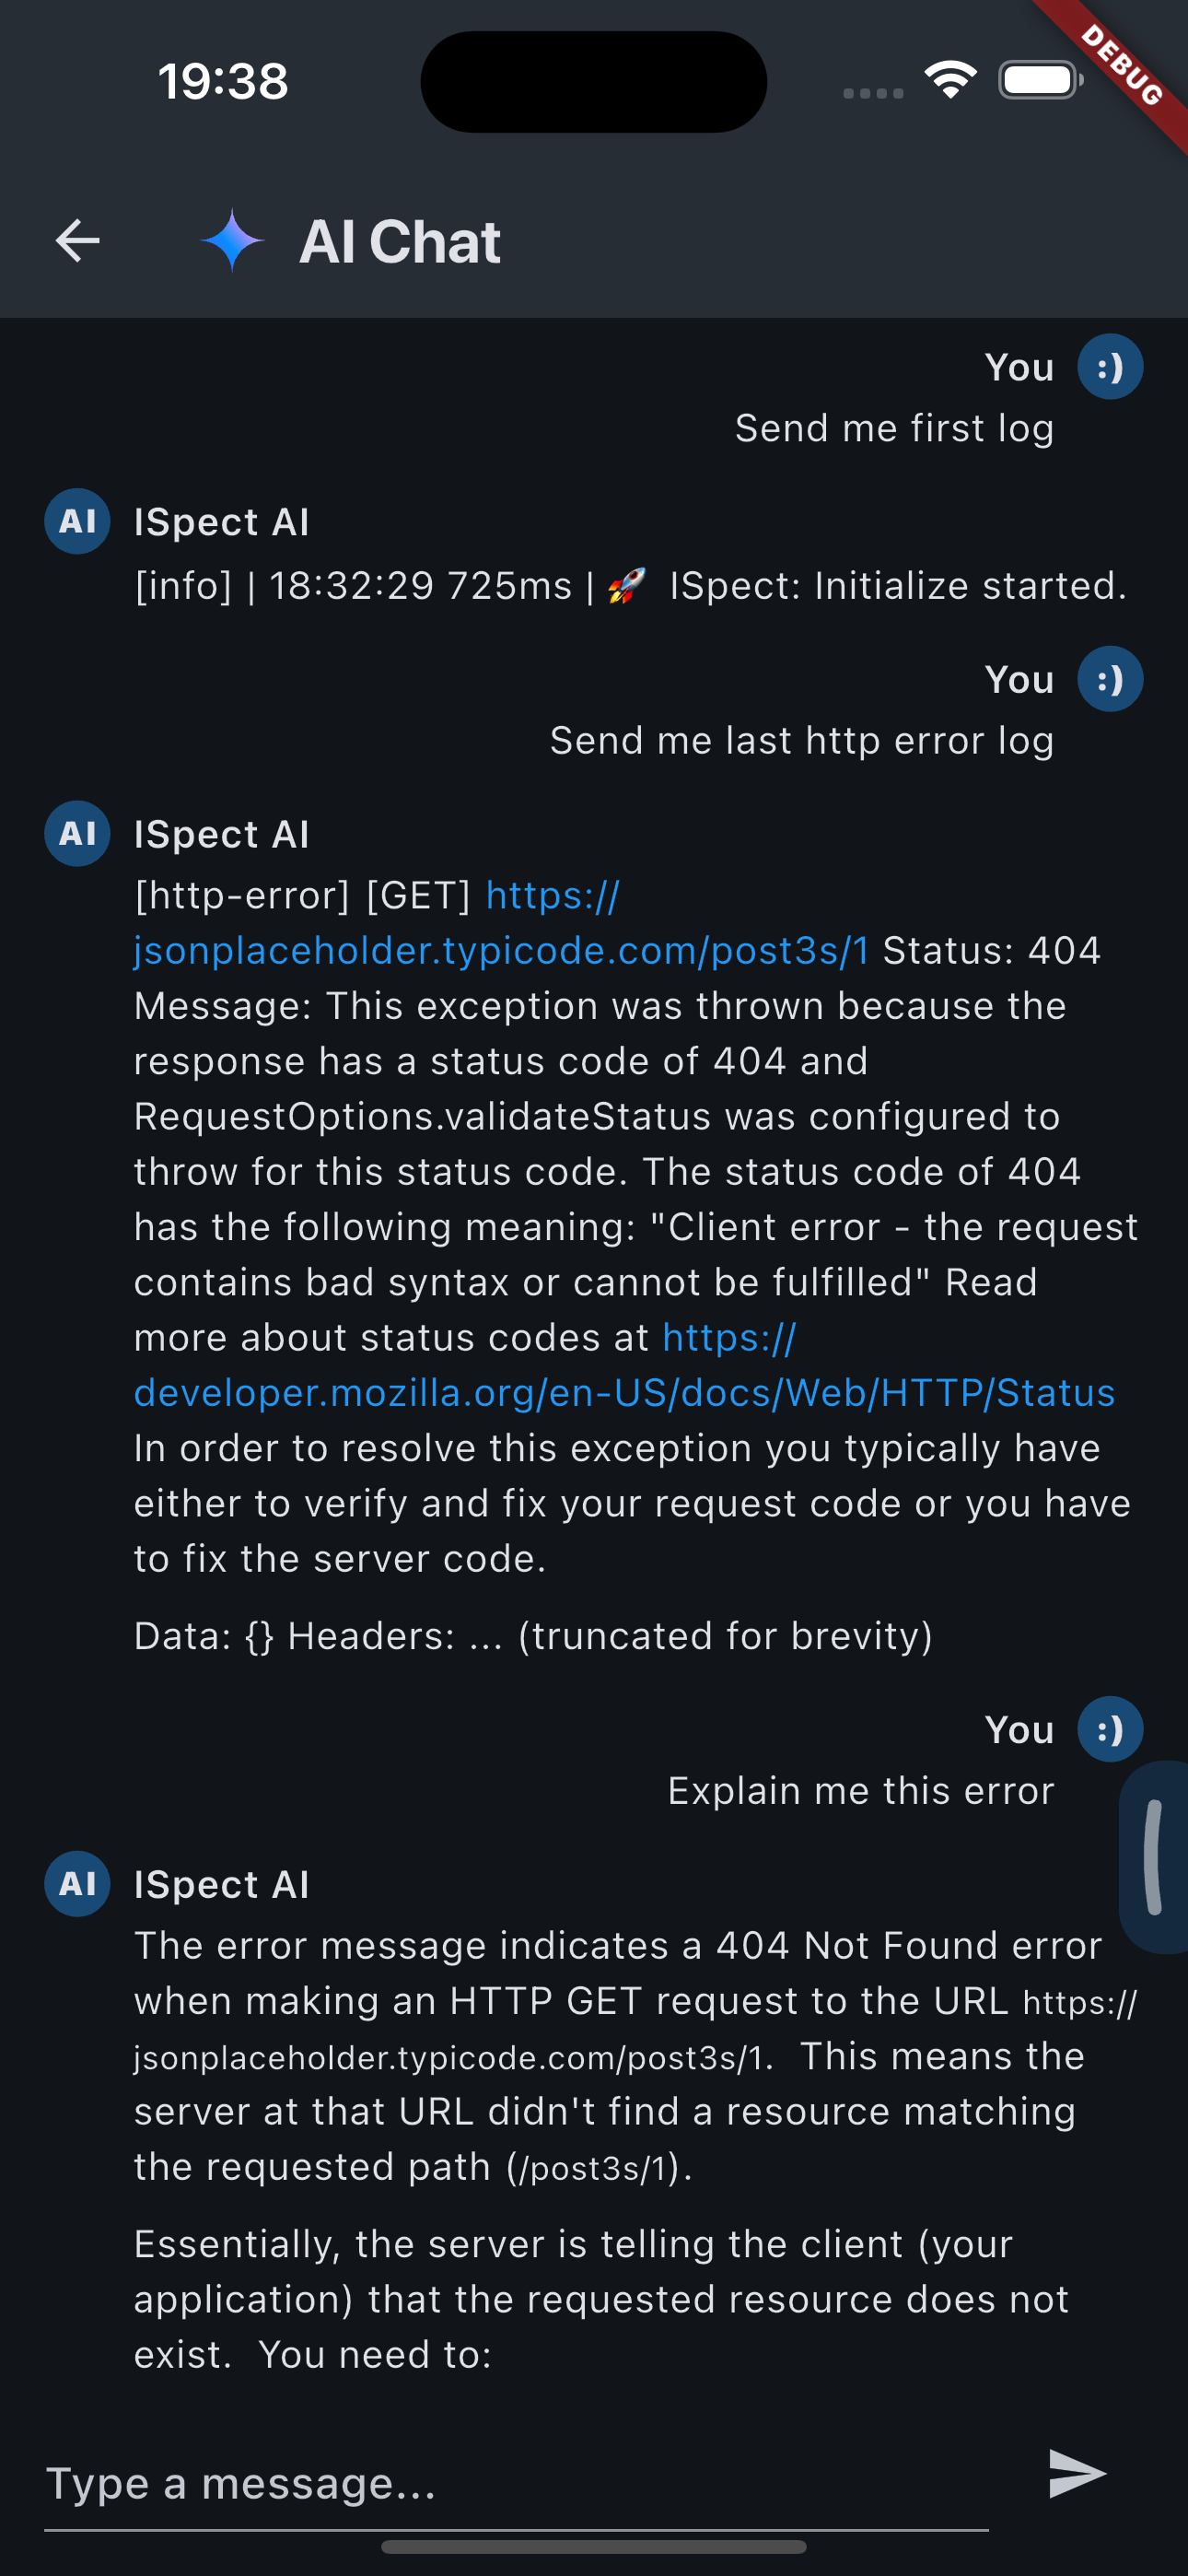 19:38
DEBUG
AI Chat
You :)
Send me first log
AI ISpect AI
[info] | 18:32:29 725ms | 🚀 ISpect: Initialize started.
You :)
Send me last http error log
AI ISpect AI
[http-error] [GET] https://
jsonplaceholder.typicode.com/post3s/1 Status: 404
Message: This exception was thrown because the
response has a status code of 404 and
RequestOptions.validateStatus was configured to
throw for this status code. The status code of 404
has the following meaning: "Client error - the request
contains bad syntax or cannot be fulfilled" Read
more about status codes at https://
developer.mozilla.org/en-US/docs/Web/HTTP/Status
In order to resolve this exception you typically have
either to verify and fix your request code or you have
to fix the server code.
Data: {} Headers: ... (truncated for brevity)
You :)
Explain me this error
AI ISpect AI
The error message indicates a 404 Not Found error
when making an HTTP GET request to the URL https://
jsonplaceholder.typicode.com/post3s/1. This means the
server at that URL didn't find a resource matching
the requested path (/post3s/1).
Essentially, the server is telling the client (your
application) that the requested resource does not
exist. You need to:
Type a message...